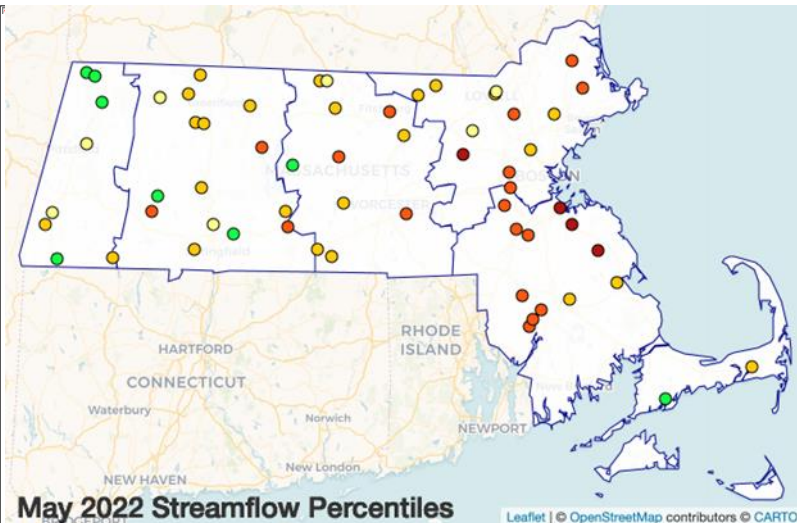 LOWELL
MASSACHUSETTS
WORCESTER
BOSTON
HARTFORD
RHODE
ISLAND
CONNECTICUT
Waterbury
Norwich
NEWPORT
New London
NEW HAVEN
May 2022 Streamflow Percentiles
BRIDGEPORT
Leaflet | © OpenStreetMap contributors © CARTO